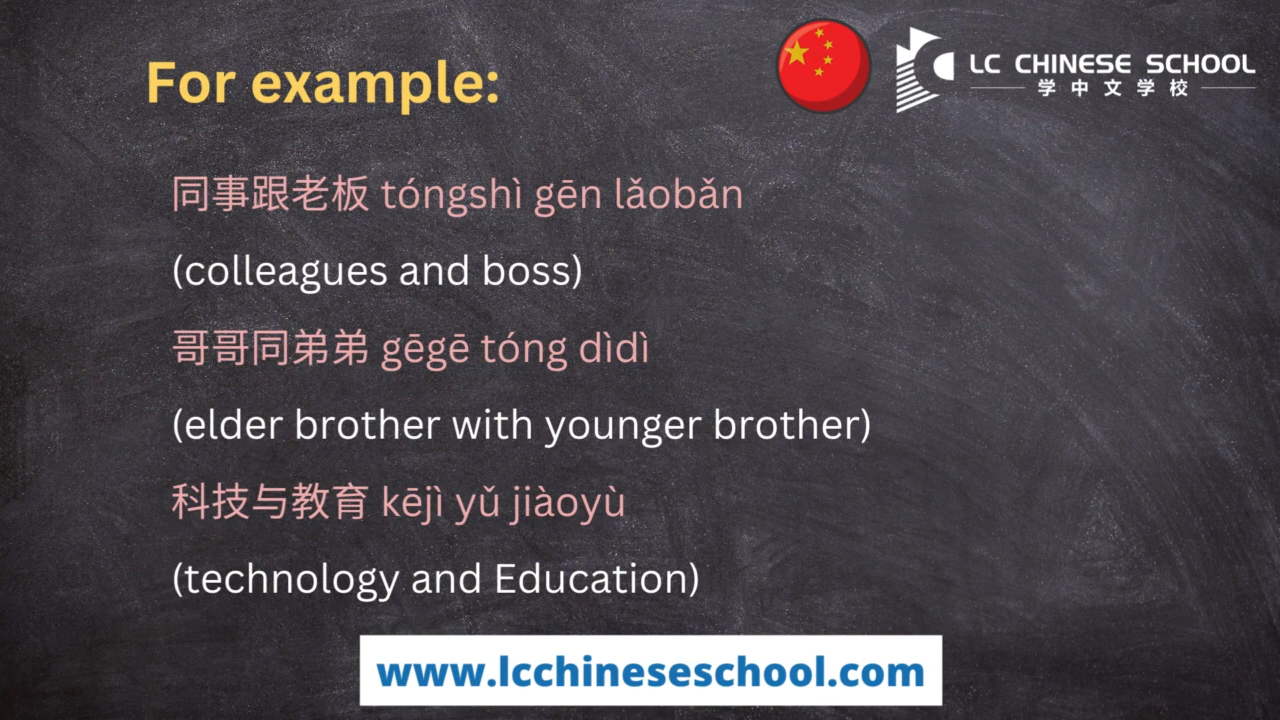 For example:
LC CHINESE SCHOOL
学中文学校
同事跟老板 tóngshì gēn lǎobǎn
(colleagues and boss)
哥哥同弟弟 gēgē tóng dìdì
(elder brother with younger brother)
科技与教育 kējì yǔ jiàoyù
(technology and Education)
www.lcchineseschool.com